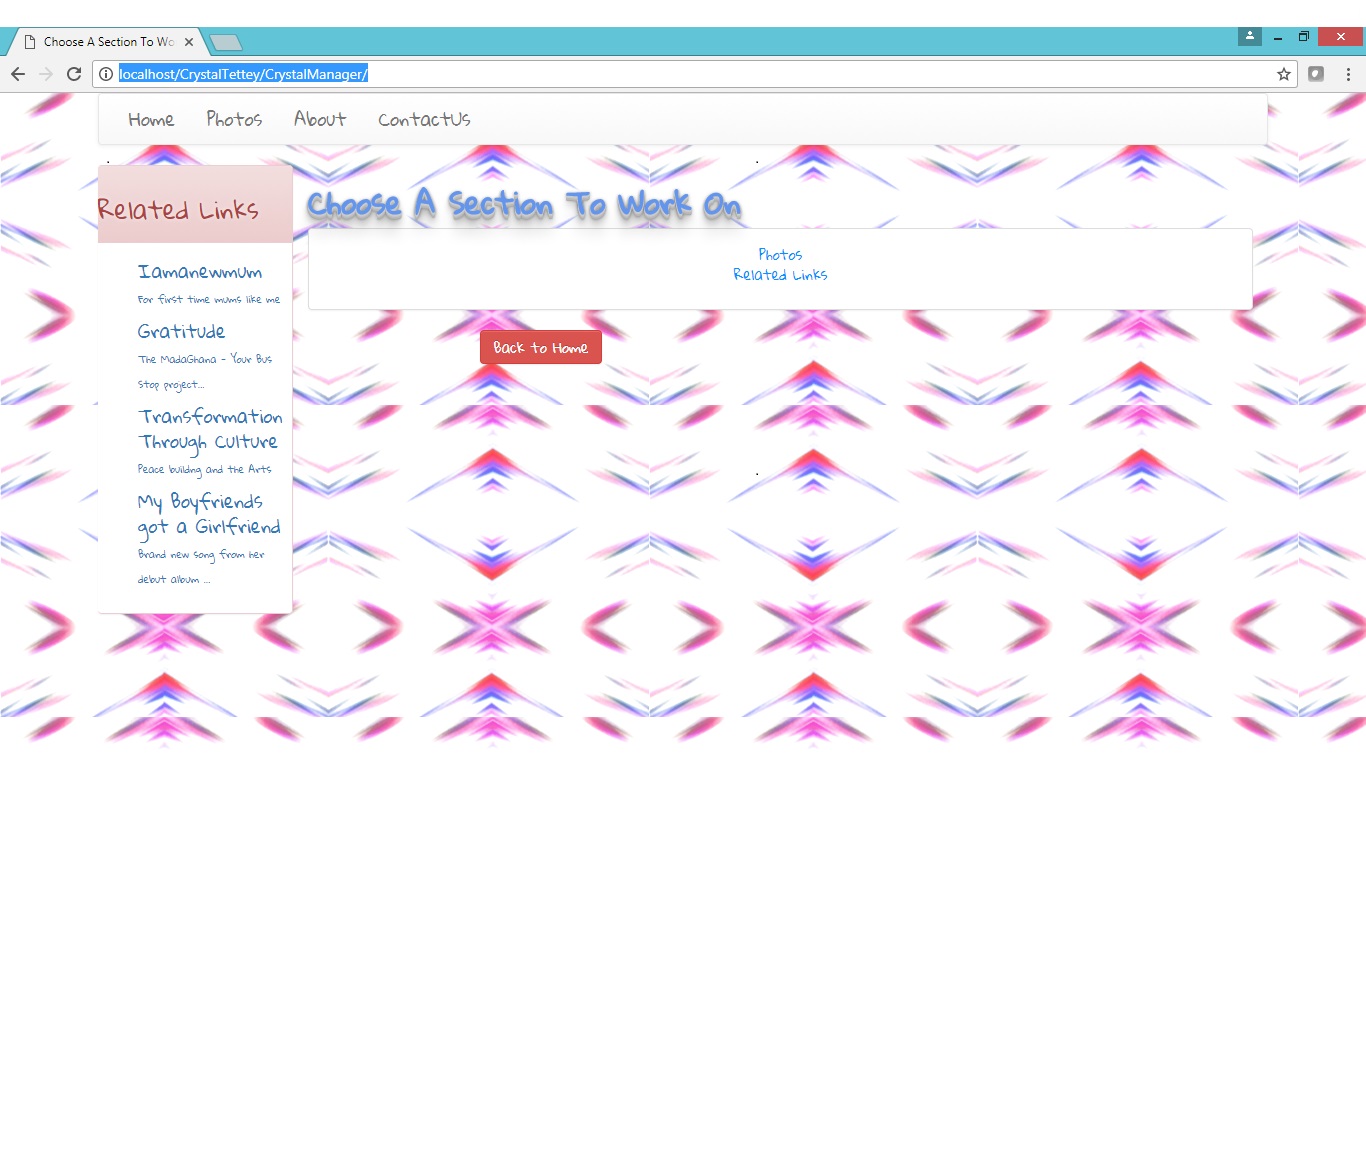 Choose A Section To Wo
localhost/CrystalTettey/CrystalManager/
Home Photos About ContactUs
Related Links
Iamanewmum
For first time mums like me
Gratitude
The MadaGhana - Your Bus
Stop project...
Transformation
Through Culture
Peace building and the Arts
My Boyfriends
got a Girlfriend
Brand new song from her
debut album ...
Choose A Section To Work On
Photos
Related Links
Back to Home